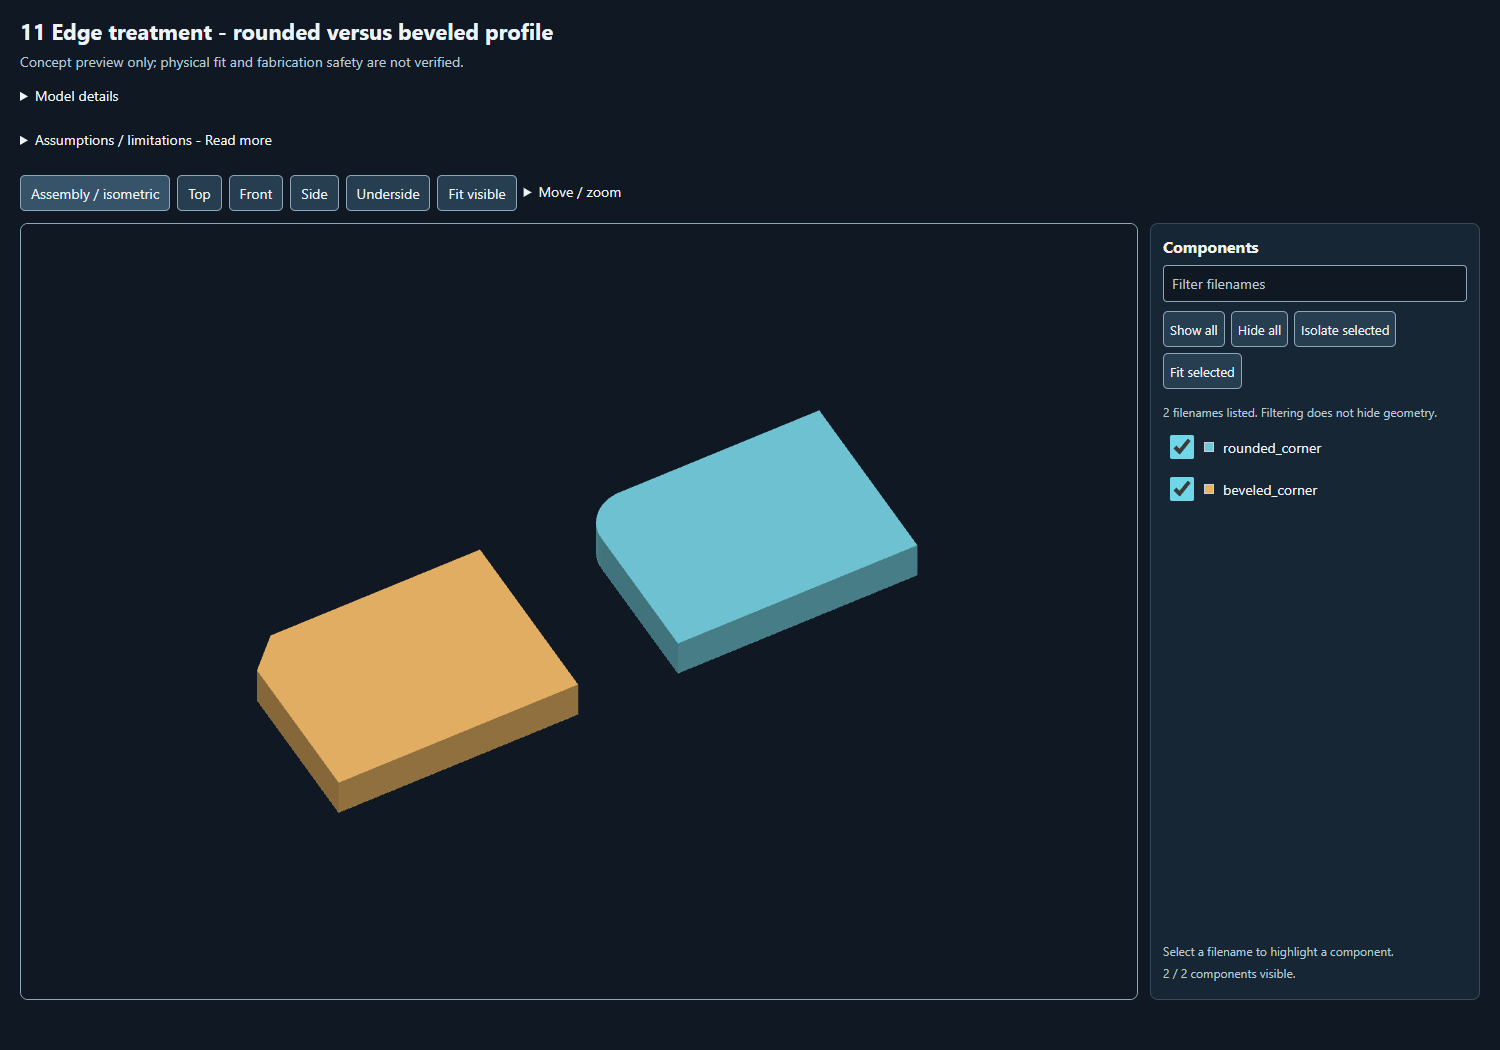 11 Edge treatment - rounded versus beveled profile
Concept preview only; physical fit and fabrication safety are not verified.
Model details
Assumptions / limitations - Read more
Assembly / isometric
Top
Front
Side
Underside
Fit visible
Move / zoom
Components
Filter filenames
Show all
Hide all
Isolate selected
Fit selected
2 filenames listed. Filtering does not hide geometry.
rounded_corner
beveled_corner
Select a filename to highlight a component.
2 / 2 components visible.